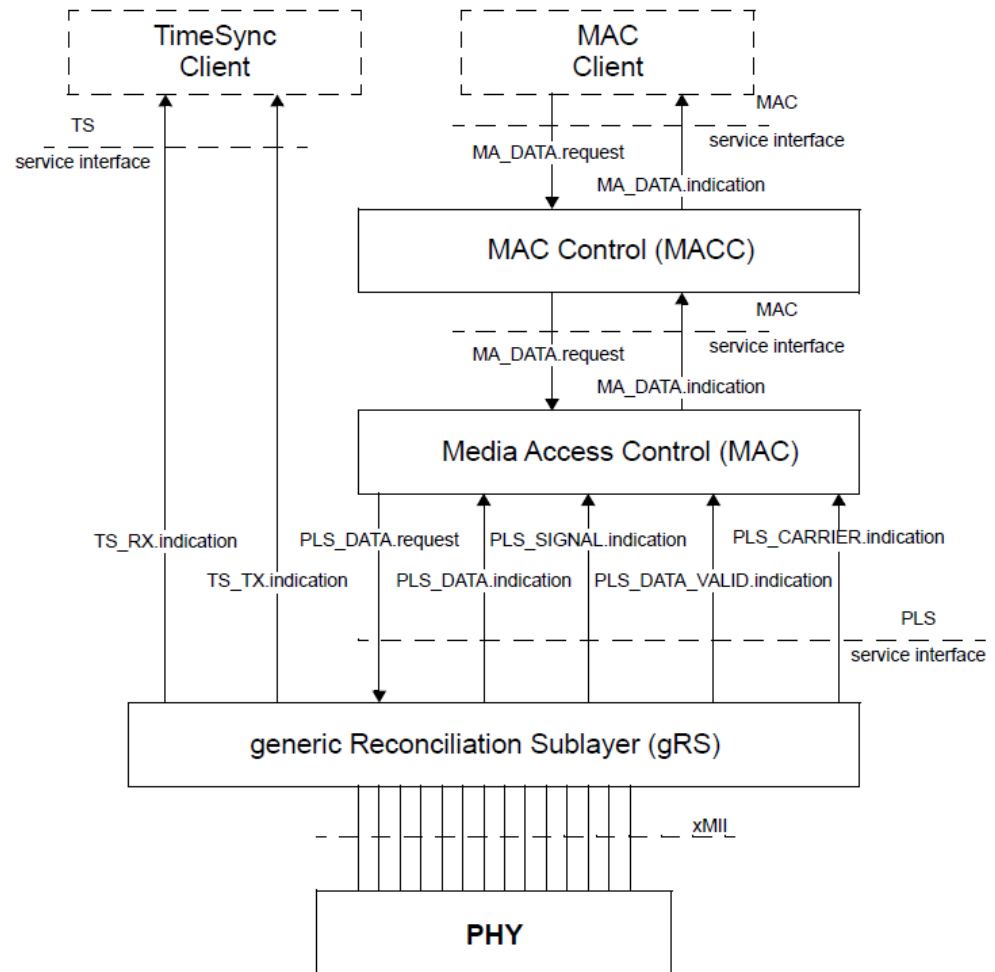 TimeSync
Client
MAC
Client
TS
service interface
MAC
service interface
MA_DATA.request
MA_DATA.indication
MAC Control (MACC)
MAC
service interface
MA_DATA.request
MA_DATA.indication
Media Access Control (MAC)
TS_RX.indication
TS_TX.indication
PLS_DATA.request
PLS_SIGNAL.indication
PLS_CARRIER.indication
PLS_DATA.indication
PLS_DATA_VALID.indication
PLS
service interface
generic Reconciliation Sublayer (gRS)
xMII
PHY